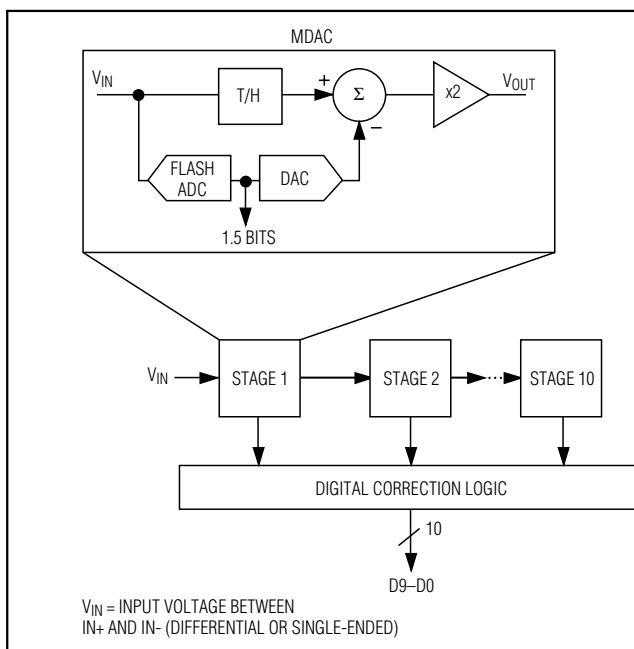 MDAC
VIN
T/H
+
Σ
−
x2
VOUT
FLASH
ADC
DAC
1.5 BITS
VIN
STAGE 1
STAGE 2
STAGE 10
DIGITAL CORRECTION LOGIC
10
D9–D0
VIN = INPUT VOLTAGE BETWEEN
IN+ AND IN- (DIFFERENTIAL OR SINGLE-ENDED)